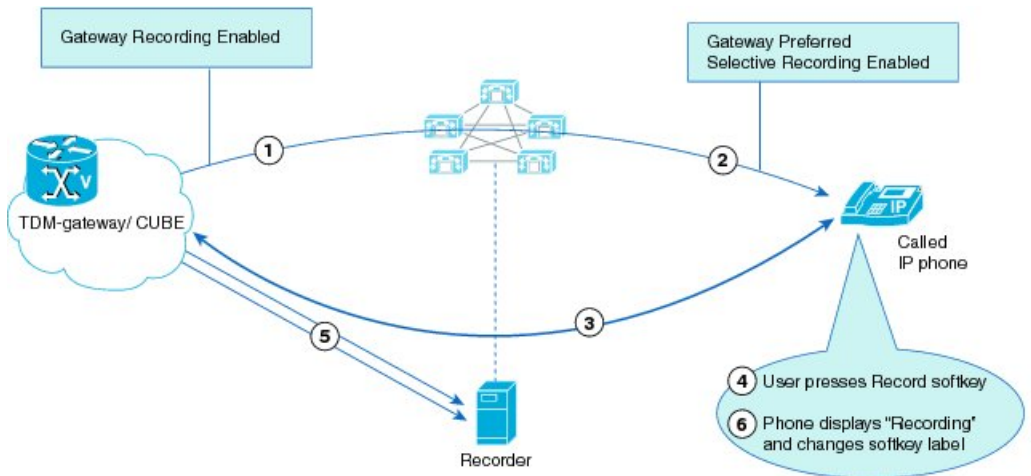 Gateway Recording Enabled
Gateway Preferred
Selective Recording Enabled
1
2
V
TDM-gateway/ CUBE
IP
Called
IP phone
3
5
4 User presses Record softkey
6 Phone displays "Recording"
and changes softkey label
Recorder